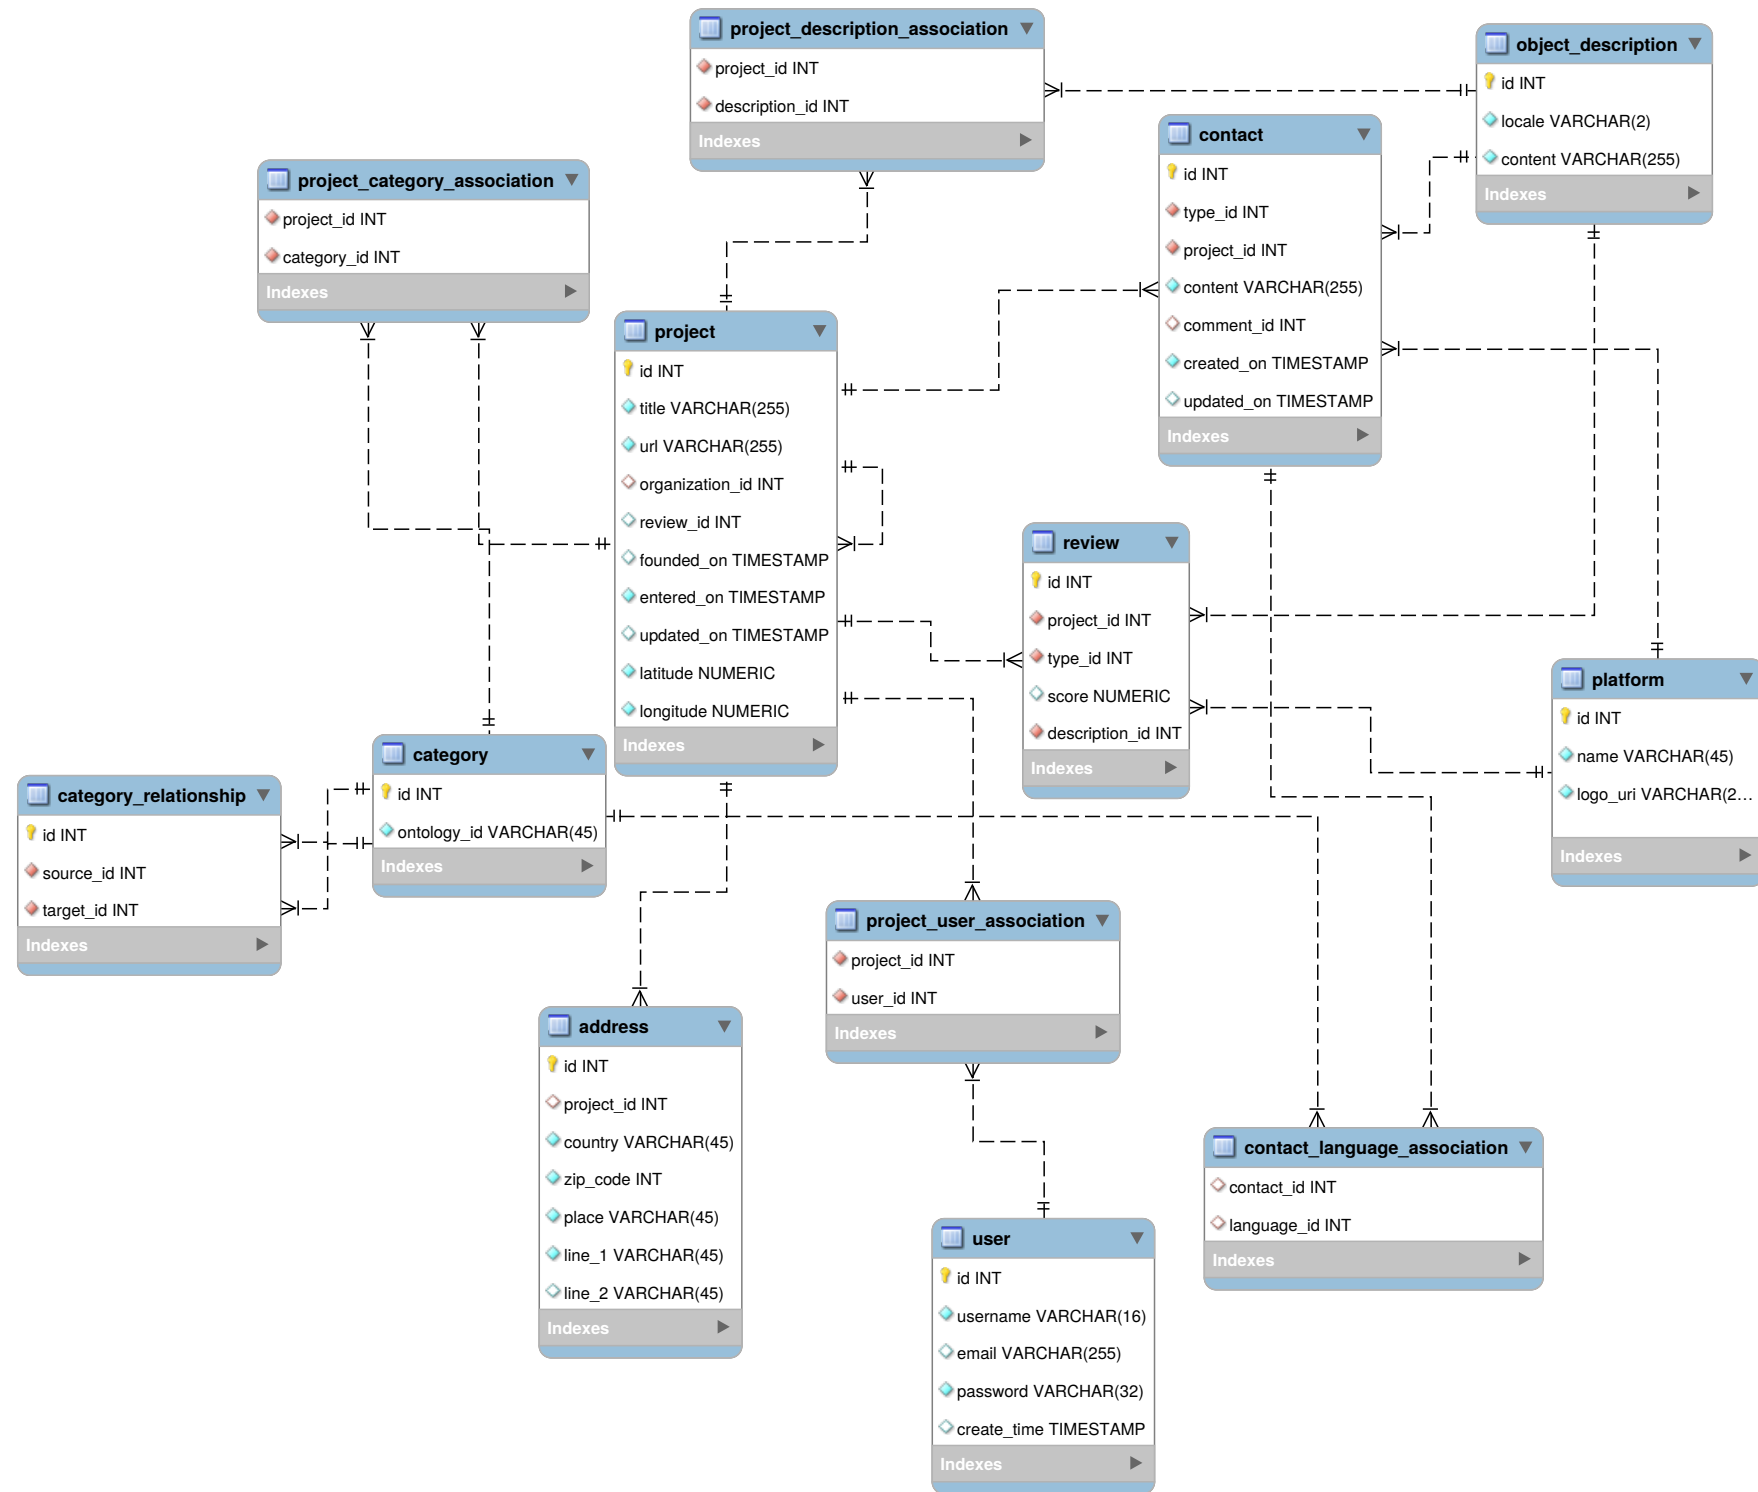 project_description_association
project_id INT
description_id INT
Indexes
object_description
id INT
locale VARCHAR(2)
content VARCHAR(255)
Indexes
contact
id INT
type_id INT
project_id INT
content VARCHAR(255)
comment_id INT
created_on TIMESTAMP
updated_on TIMESTAMP
Indexes
project_category_association
project_id INT
category_id INT
Indexes
project
id INT
title VARCHAR(255)
url VARCHAR(255)
organization_id INT
review_id INT
founded_on TIMESTAMP
entered_on TIMESTAMP
updated_on TIMESTAMP
latitude NUMERIC
longitude NUMERIC
Indexes
review
id INT
project_id INT
type_id INT
score NUMERIC
description_id INT
Indexes
platform
id INT
name VARCHAR(45)
logo_uri VARCHAR(2...
Indexes
category
id INT
ontology_id VARCHAR(45)
Indexes
category_relationship
id INT
source_id INT
target_id INT
Indexes
project_user_association
project_id INT
user_id INT
Indexes
address
id INT
project_id INT
country VARCHAR(45)
zip_code INT
place VARCHAR(45)
line_1 VARCHAR(45)
line_2 VARCHAR(45)
Indexes
contact_language_association
contact_id INT
language_id INT
Indexes
user
id INT
username VARCHAR(16)
email VARCHAR(255)
password VARCHAR(32)
create_time TIMESTAMP
Indexes